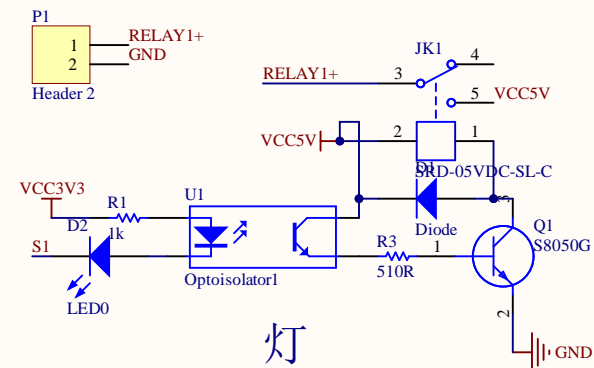 P1
1 RELAY1+
2 GND
Header 2
JK1
4
RELAY1+ 3
5 VCC5V
VCC5V 2 1
D1
SRD-05VDC-SL-C
VCC3V3
R1
U1
D2
1k
Diode
3
Q1
S8050G
S1
R3 1
510R
LED0
Optoisolator1
2
灯
GND